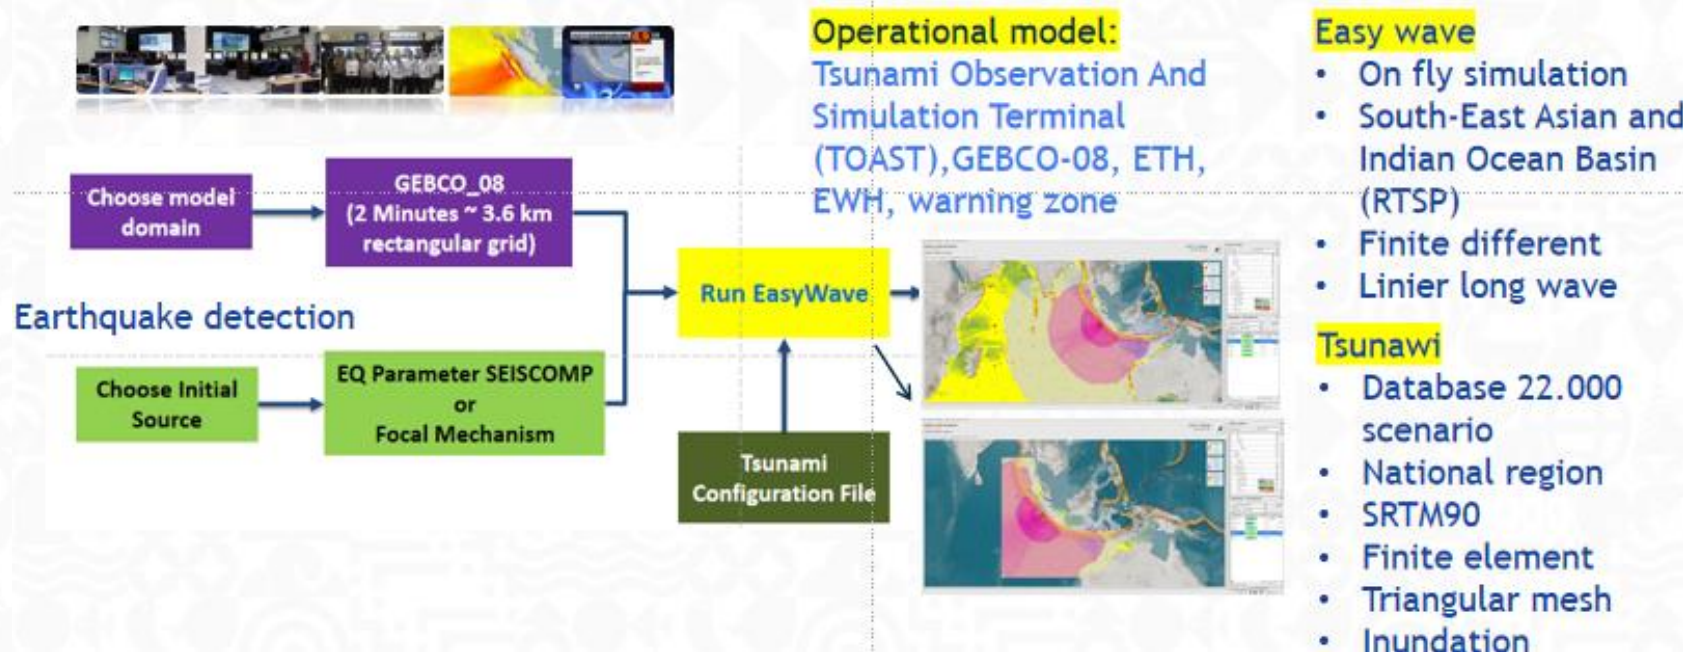 Operational model:
Tsunami Observation And
Simulation Terminal
(TOAST),GEBCO-08, ETH,
EWH, warning zone
Choose model
domain
GEBCO_08
(2 Minutes ~ 3.6 km
rectangular grid)
Earthquake detection
Choose Initial
Source
EQ Parameter SEISCOMP
or
Focal Mechanism
Run EasyWave
Tsunami
Configuration File
Easy wave
• On fly simulation
• South-East Asian and
Indian Ocean Basin
(RTSP)
• Finite different
• Linier long wave
Tsunawi
• Database 22.000
scenario
• National region
• SRTM90
• Finite element
• Triangular mesh
• Inundation